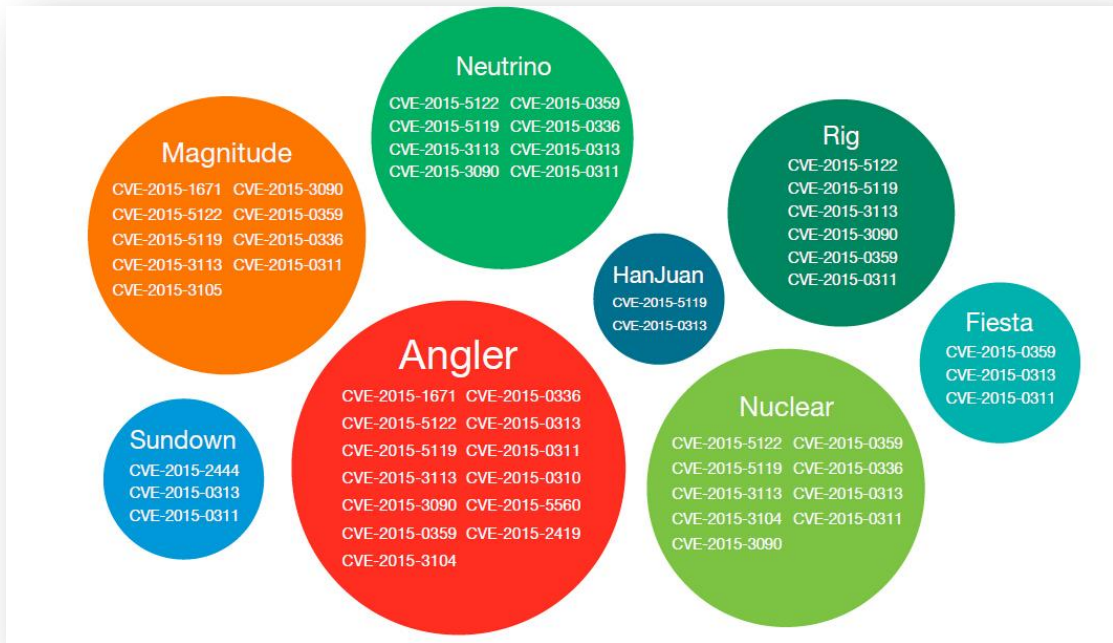 Neutrino
CVE-2015-5122 CVE-2015-0359
CVE-2015-5119 CVE-2015-0336
CVE-2015-3113 CVE-2015-0313
CVE-2015-3090 CVE-2015-0311
Magnitude
CVE-2015-1671 CVE-2015-3090
CVE-2015-5122 CVE-2015-0359
CVE-2015-5119 CVE-2015-0336
CVE-2015-3113 CVE-2015-0311
CVE-2015-3105
Rig
CVE-2015-5122
CVE-2015-5119
CVE-2015-3113
CVE-2015-3090
CVE-2015-0359
CVE-2015-0311
HanJuan
CVE-2015-5119
CVE-2015-0313
Fiesta
CVE-2015-0359
CVE-2015-0313
CVE-2015-0311
Angler
CVE-2015-1671 CVE-2015-0336
CVE-2015-5122 CVE-2015-0313
CVE-2015-5119 CVE-2015-0311
CVE-2015-3113 CVE-2015-0310
CVE-2015-3090 CVE-2015-5560
CVE-2015-0359 CVE-2015-2419
CVE-2015-3104
Nuclear
CVE-2015-5122 CVE-2015-0359
CVE-2015-5119 CVE-2015-0336
CVE-2015-3113 CVE-2015-0313
CVE-2015-3104 CVE-2015-0311
CVE-2015-3090
Sundown
CVE-2015-2444
CVE-2015-0313
CVE-2015-0311